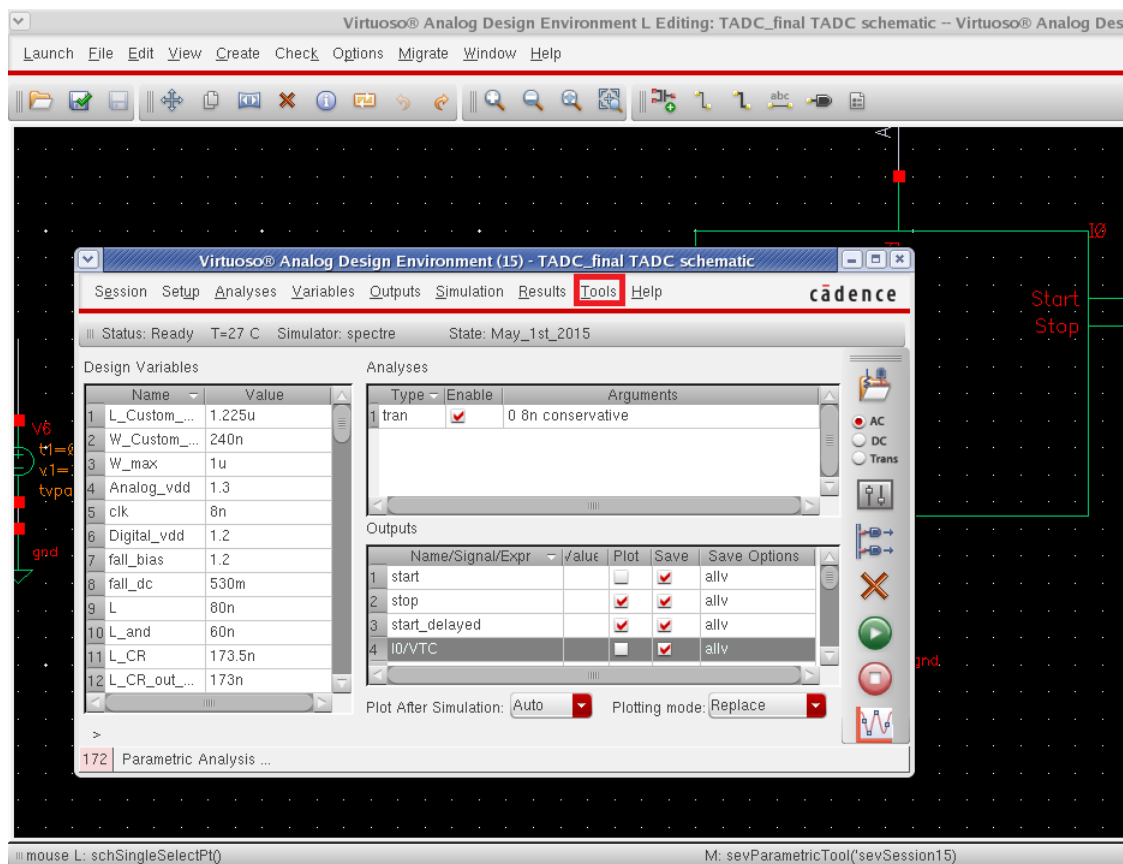 Virtuoso® Analog Design Environment L Editing: TADC_final TADC schematic -- Virtuoso® Analog Des
Launch File Edit View Create Check Options Migrate Window Help
abc
A
I0
Start
Stop
V6
gnd
gnd
Virtuoso® Analog Design Environment (15) - TADC_final TADC schematic
Session Setup Analyses Variables Outputs Simulation Results Tools Help
cādence
Status: Ready T=27 C Simulator: spectre State: May_1st_2015
Design Variables
Name Value
1 L_Custom_... 1.225u
2 W_Custom_... 240n
3 W_max 1u
4 Analog_vdd 1.3
5 clk 8n
6 Digital_vdd 1.2
7 fall_bias 1.2
8 fall_dc 530m
9 L 80n
10 L_and 60n
11 L_CR 173.5n
12 L_CR_out_... 173n
Analyses
Type Enable Arguments
1 tran 0 8n conservative
Outputs
Name/Signal/Expr Value Plot Save Save Options
1 start allv
2 stop allv
3 start_delayed allv
4 I0/VTC allv
Plot After Simulation: Auto Plotting mode: Replace
AC
DC
Trans
>
172 Parametric Analysis ...
mouse L: schSingleSelectPt() M: sevParametricTool('sevSession15)